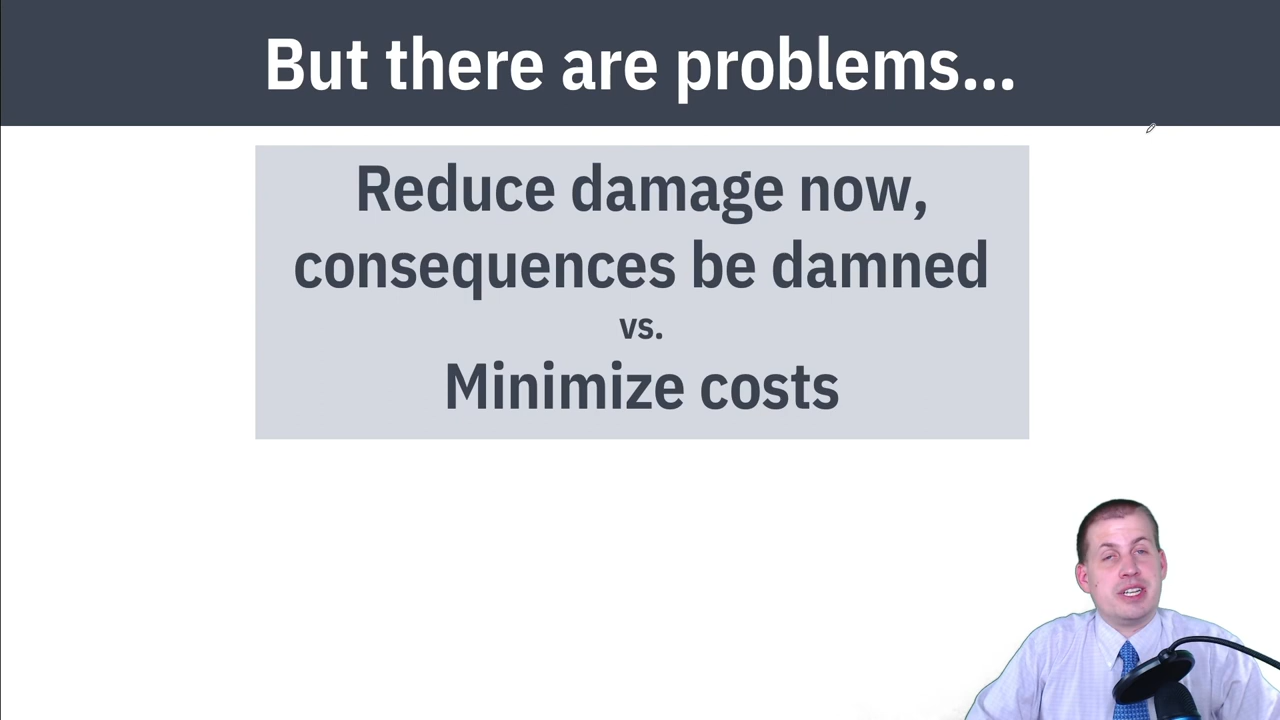 But there are problems...
Reduce damage now,
consequences be damned
vs.
Minimize costs